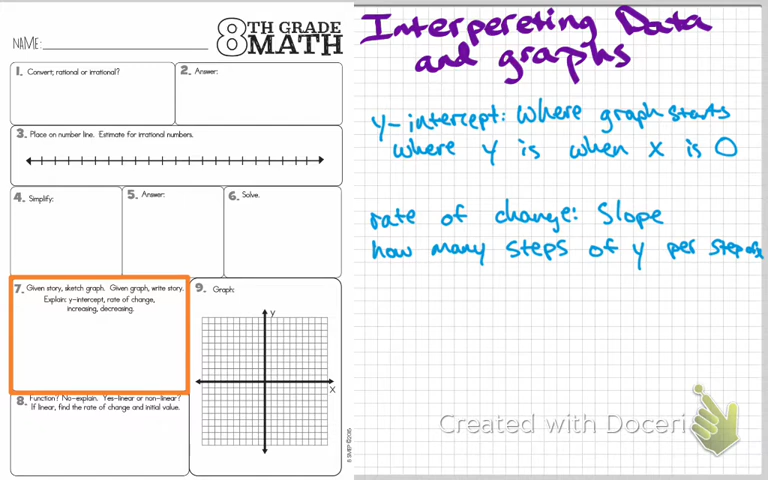 NAME:
8TH GRADE MATH
1. Convert; rational or irrational?
2. Answer:
3. Place on number line. Estimate for irrational numbers.
4. Simplify:
5. Answer:
6. Solve.
7. Given story, sketch graph. Given graph, write story.
Explain: y-intercept, rate of change,
increasing, decreasing.
8. Function? No-explain. Yes-linear or non-linear?
If linear, find the rate of change and initial value.
9. Graph:
y
x
Interpereting Data
and graphs
y-intercept: where graph starts
where y is when x is 0
rate of change: Slope
how many steps of y per step of x
Created with Doceri